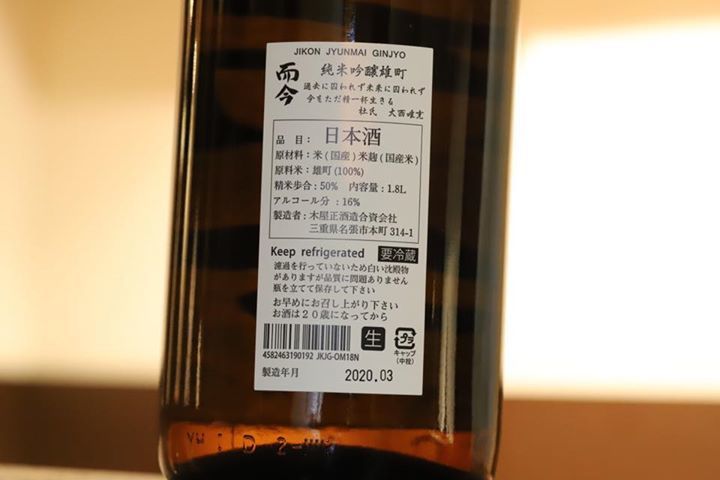 JIKON JYUNMAI GINJYO
而今
純米吟醸雄町
過去に囚われず未来に囚われず
今をただ精一杯生きる
杜氏 大西唯克
品 目：日本酒
原材料：米(国産)米麹(国産米)
原料米：雄町(100%)
精米歩合：50% 内容量：1.8L
アルコール分：16%
製造者：木屋正酒造合資会社
三重県名張市本町314-1
Keep refrigerated 要冷蔵
濾過を行っていないため白い沈殿物
がありますが品質に問題ありません
瓶を立てて保存して下さい
お早めにお召し上がり下さい
お酒は20歳になってから
4582463190192 JKJG-OM18N
生
プラ
キャップ
(中栓)
製造年月 2020.03